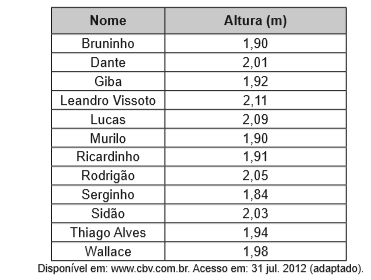 Nome Altura (m)
Bruninho 1,90
Dante 2,01
Giba 1,92
Leandro Vissoto 2,11
Lucas 2,09
Murilo 1,90
Ricardinho 1,91
Rodrigão 2,05
Serginho 1,84
Sidão 2,03
Thiago Alves 1,94
Wallace 1,98
Disponível em: www.cbv.com.br. Acesso em: 31 jul. 2012 (adaptado).